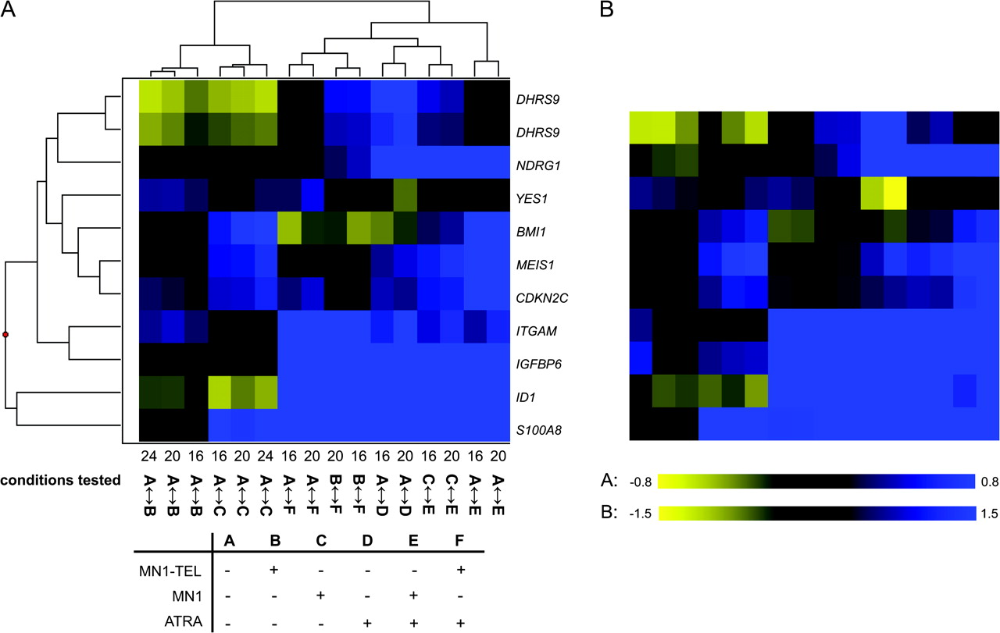 A
B
DHRS9
DHRS9
NDRG1
YES1
BMI1
MEIS1
CDKN2C
ITGAM
IGFBP6
ID1
S100A8
24 20 16 16 20 24 16 20 20 16 16 20 16 20 16 20
conditions tested A↔B A↔B A↔B A↔C A↔C A↔C A↔F A↔F B↔F B↔F A↔D A↔D C↔E C↔E A↔E A↔E
A: -0.8 0.8
B: -1.5 1.5
A B C D E F
MN1-TEL - + - - - +
MN1 - - + - + -
ATRA - - - + + +